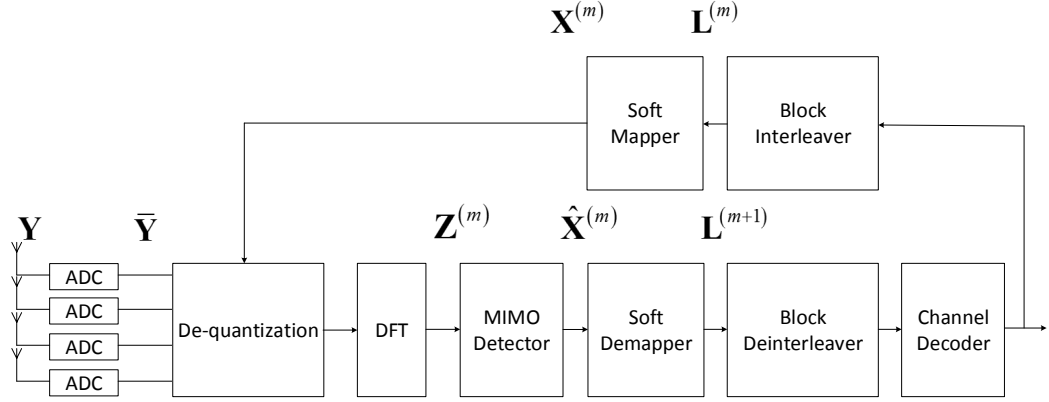 X^(m) L^(m)
Soft
Mapper
Block
Interleaver
Y Ȳ Z^(m) X̂^(m) L^(m+1)
ADC
ADC
ADC
ADC
De-quantization
DFT
MIMO
Detector
Soft
Demapper
Block
Deinterleaver
Channel
Decoder